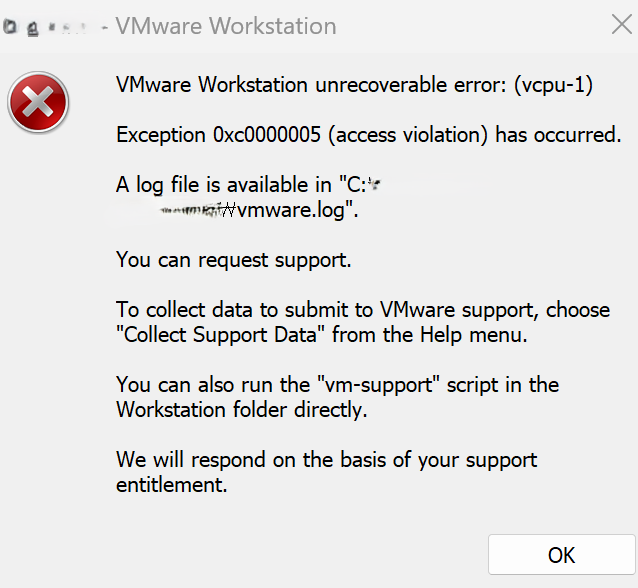 - VMware Workstation
VMware Workstation unrecoverable error: (vcpu-1)
Exception 0xc0000005 (access violation) has occurred.
A log file is available in "C:
₩vmware.log".
You can request support.
To collect data to submit to VMware support, choose
"Collect Support Data" from the Help menu.
You can also run the "vm-support" script in the
Workstation folder directly.
We will respond on the basis of your support
entitlement.
OK